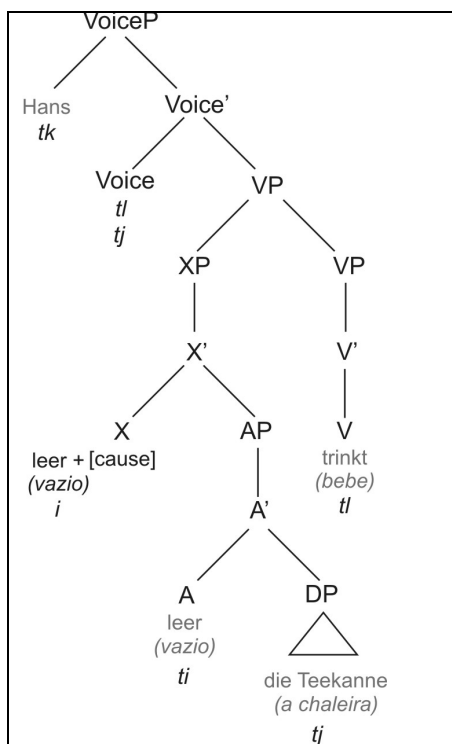 VoiceP
Hans Voice’
tk
Voice VP
tl
tj
XP VP
X’ V’
X AP V
leer + [cause] trinkt
(vazio) (bebe)
i tl
A’
A DP
leer
(vazio)
ti die Teekanne
(a chaleira)
tj